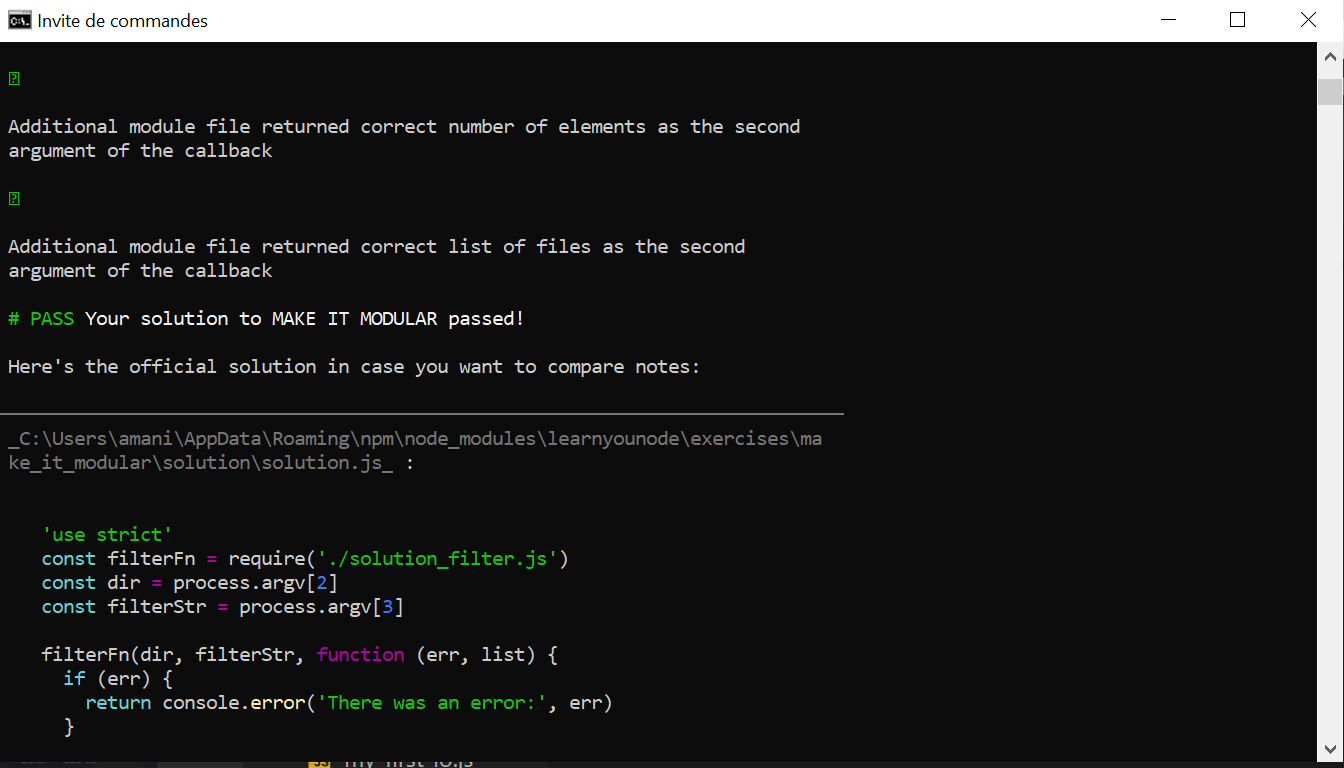 Invite de commandes
Additional module file returned correct number of elements as the second
argument of the callback
Additional module file returned correct list of files as the second
argument of the callback
# PASS Your solution to MAKE IT MODULAR passed!
Here's the official solution in case you want to compare notes:
_C:\Users\amani\AppData\Roaming\npm\node_modules\learnyounode\exercises\ma
ke_it_modular\solution\solution.js_ :
'use strict'
const filterFn = require('./solution_filter.js')
const dir = process.argv[2]
const filterStr = process.argv[3]
filterFn(dir, filterStr, function (err, list) {
if (err) {
return console.error('There was an error:', err)
}